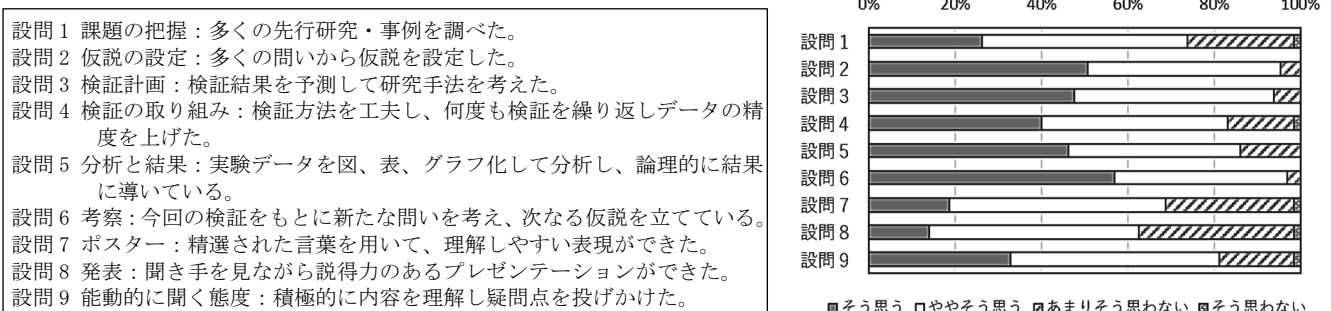 設問1 課題の把握：多くの先行研究・事例を調べた。
設問2 仮説の設定：多くの問いから仮説を設定した。
設問3 検証計画：検証結果を予測して研究手法を考えた。
設問4 検証の取り組み：検証方法を工夫し、何度も検証を繰り返しデータの精
度を上げた。
設問5 分析と結果：実験データを図、表、グラフ化して分析し、論理的に結果
に導いている。
設問6 考察：今回の検証をもとに新たな問いを考え、次なる仮説を立てている。
設問7 ポスター：精選された言葉を用いて、理解しやすい表現ができた。
設問8 発表：聞き手を見ながら説得力のあるプレゼンテーションができた。
設問9 能動的に聞く態度：積極的に内容を理解し疑問点を投げかけた。
0% 20% 40% 60% 80% 100%
設問1
設問2
設問3
設問4
設問5
設問6
設問7
設問8
設問9
そう思う ややそう思う あまりそう思わない そう思わない